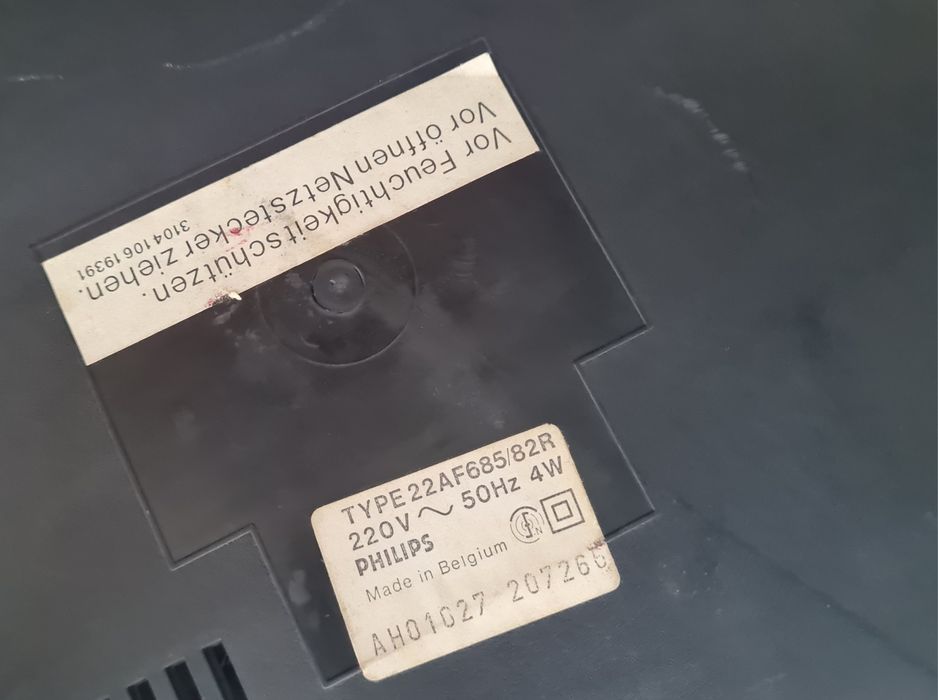 Vor Feuchtigkeit schützen.
Vor öffnen Netzstecker ziehen.
3104 106 19391
TYPE 22AF685/82R
220V ~ 50Hz 4W
PHILIPS
Made in Belgium
AH01027 207266